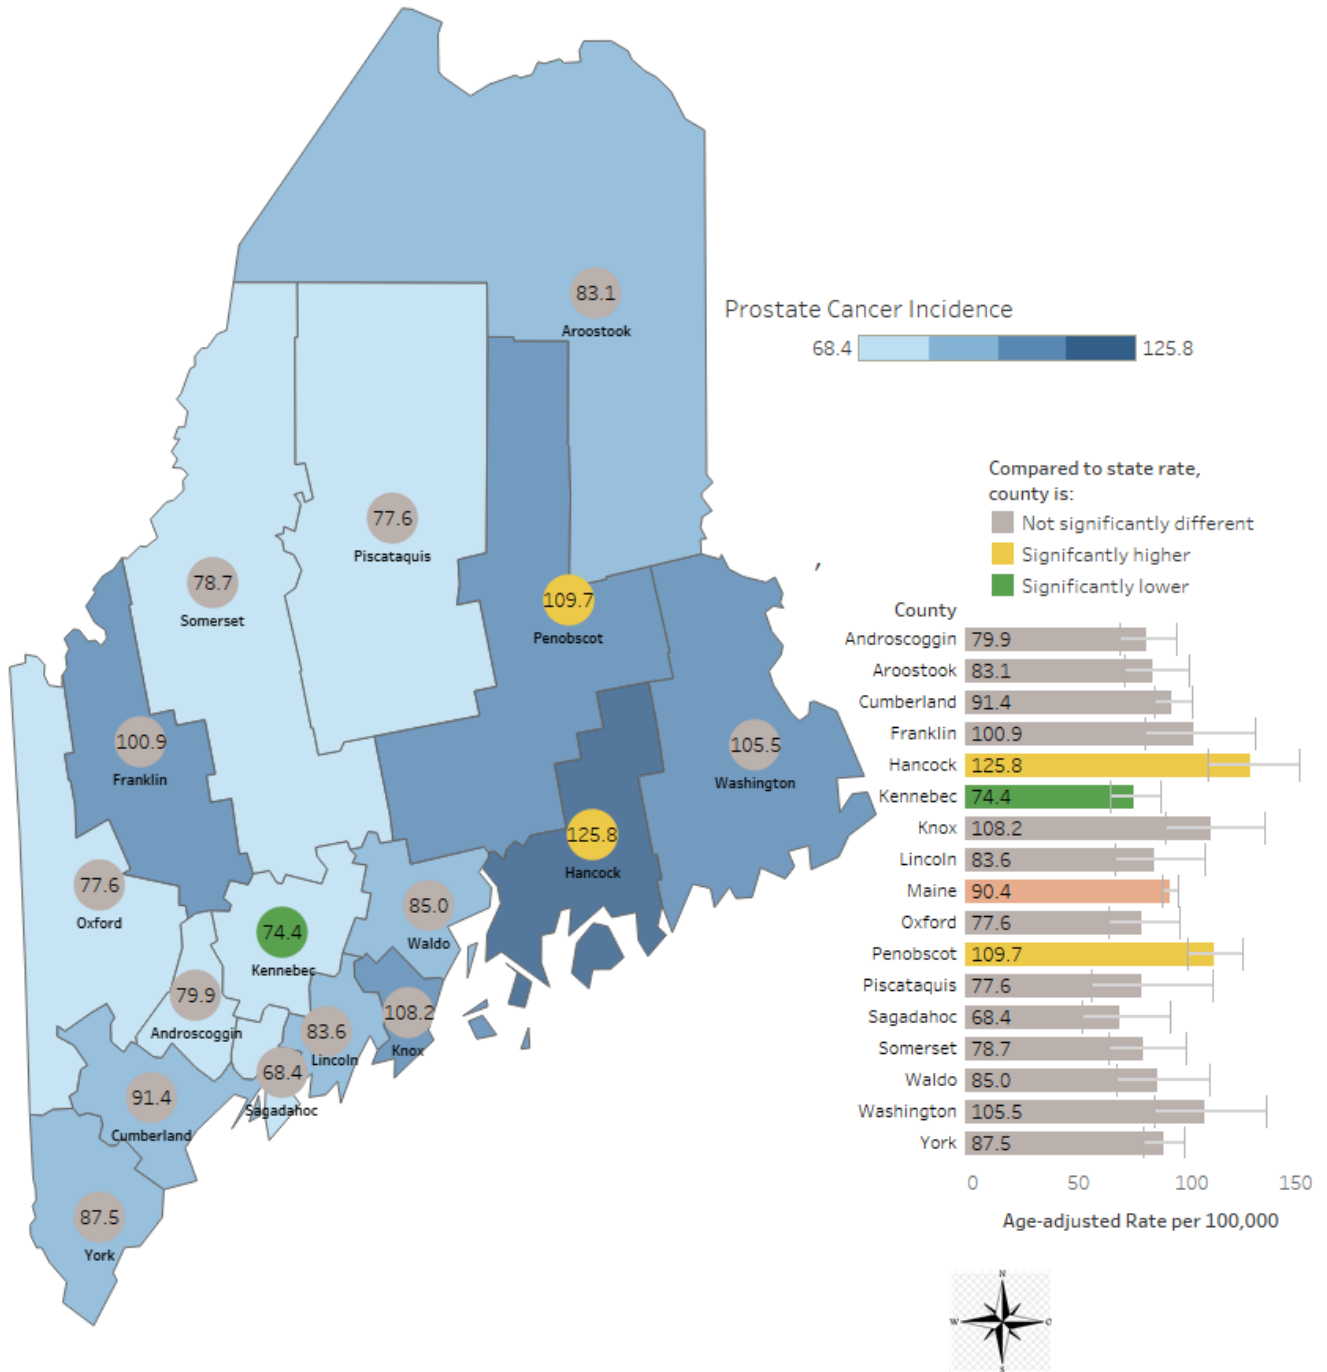 83.1
Aroostook
Prostate Cancer Incidence
68.4 125.8
77.6
Piscataquis
78.7
Somerset
109.7
Penobscot
100.9
Franklin
105.5
Washington
125.8
Hancock
77.6
Oxford
85.0
Waldo
74.4
Kennebec
79.9
Androscoggin
108.2
Knox
83.6
Lincoln
68.4
Sagadahoc
91.4
Cumberland
87.5
York
,
Compared to state rate,
county is:
Not significantly different
Signifcantly higher
Significantly lower
County
Androscoggin 79.9
Aroostook 83.1
Cumberland 91.4
Franklin 100.9
Hancock 125.8
Kennebec 74.4
Knox 108.2
Lincoln 83.6
Maine 90.4
Oxford 77.6
Penobscot 109.7
Piscataquis 77.6
Sagadahoc 68.4
Somerset 78.7
Waldo 85.0
Washington 105.5
York 87.5
0 50 100 150
Age-adjusted Rate per 100,000
N
W
S